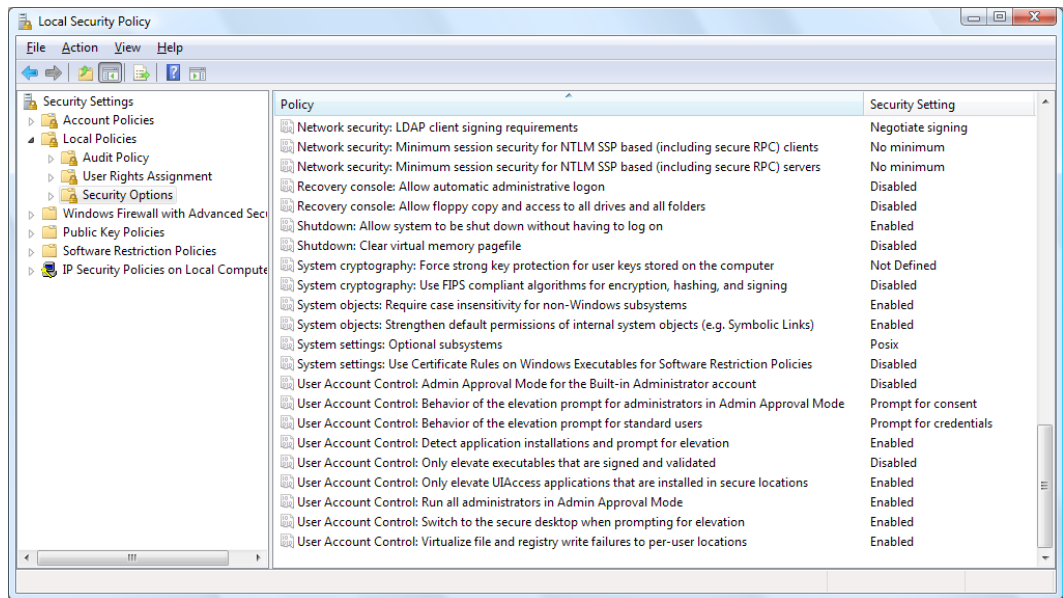 Local Security Policy
File Action View Help
Security Settings
Account Policies
Local Policies
Audit Policy
User Rights Assignment
Security Options
Windows Firewall with Advanced Secu
Public Key Policies
Software Restriction Policies
IP Security Policies on Local Compute
Policy Security Setting
Network security: LDAP client signing requirements Negotiate signing
Network security: Minimum session security for NTLM SSP based (including secure RPC) clients No minimum
Network security: Minimum session security for NTLM SSP based (including secure RPC) servers No minimum
Recovery console: Allow automatic administrative logon Disabled
Recovery console: Allow floppy copy and access to all drives and all folders Disabled
Shutdown: Allow system to be shut down without having to log on Enabled
Shutdown: Clear virtual memory pagefile Disabled
System cryptography: Force strong key protection for user keys stored on the computer Not Defined
System cryptography: Use FIPS compliant algorithms for encryption, hashing, and signing Disabled
System objects: Require case insensitivity for non-Windows subsystems Enabled
System objects: Strengthen default permissions of internal system objects (e.g. Symbolic Links) Enabled
System settings: Optional subsystems Posix
System settings: Use Certificate Rules on Windows Executables for Software Restriction Policies Disabled
User Account Control: Admin Approval Mode for the Built-in Administrator account Disabled
User Account Control: Behavior of the elevation prompt for administrators in Admin Approval Mode Prompt for consent
User Account Control: Behavior of the elevation prompt for standard users Prompt for credentials
User Account Control: Detect application installations and prompt for elevation Enabled
User Account Control: Only elevate executables that are signed and validated Disabled
User Account Control: Only elevate UIAccess applications that are installed in secure locations Enabled
User Account Control: Run all administrators in Admin Approval Mode Enabled
User Account Control: Switch to the secure desktop when prompting for elevation Enabled
User Account Control: Virtualize file and registry write failures to per-user locations Enabled